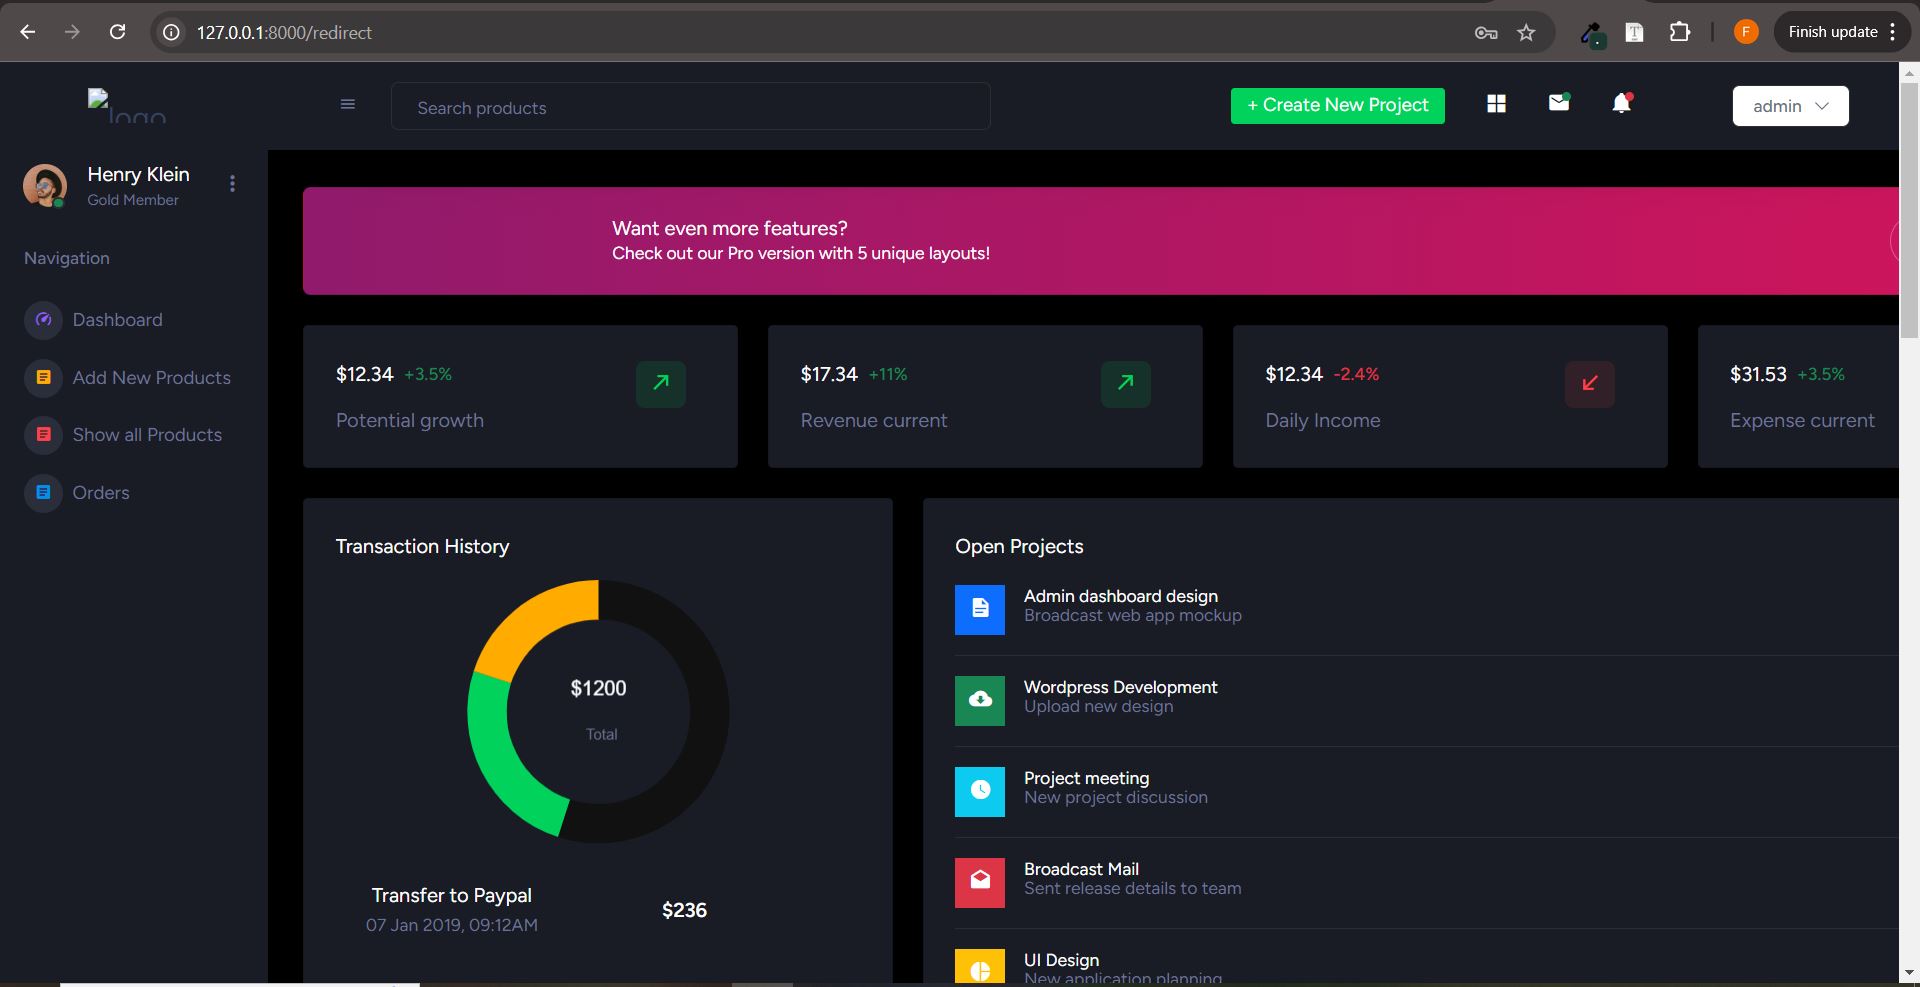 127.0.0.1:8000/redirect
F
Finish update
logo
Search products
+ Create New Project
admin
Henry Klein
Gold Member
Navigation
Dashboard
Add New Products
Show all Products
Orders
Want even more features?
Check out our Pro version with 5 unique layouts!
$12.34 +3.5%
Potential growth
$17.34 +11%
Revenue current
$12.34 -2.4%
Daily Income
$31.53 +3.5%
Expense current
Transaction History
$1200
Total
Transfer to Paypal
07 Jan 2019, 09:12AM
$236
Open Projects
Admin dashboard design
Broadcast web app mockup
Wordpress Development
Upload new design
Project meeting
New project discussion
Broadcast Mail
Sent release details to team
UI Design
New application planning